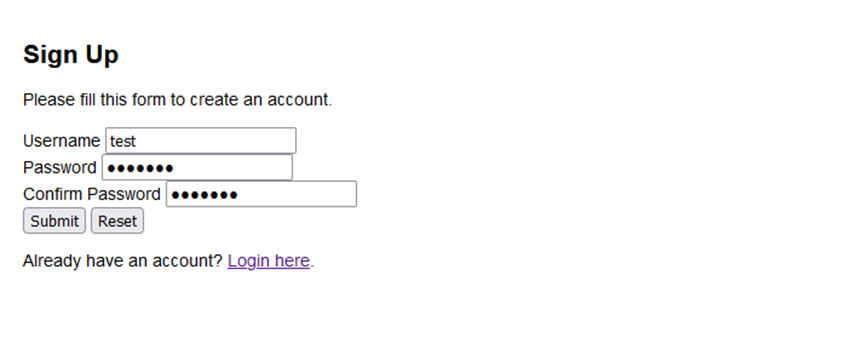 Sign Up
Please fill this form to create an account.
Username test
Password •••••••
Confirm Password •••••••
Submit Reset
Already have an account? Login here.